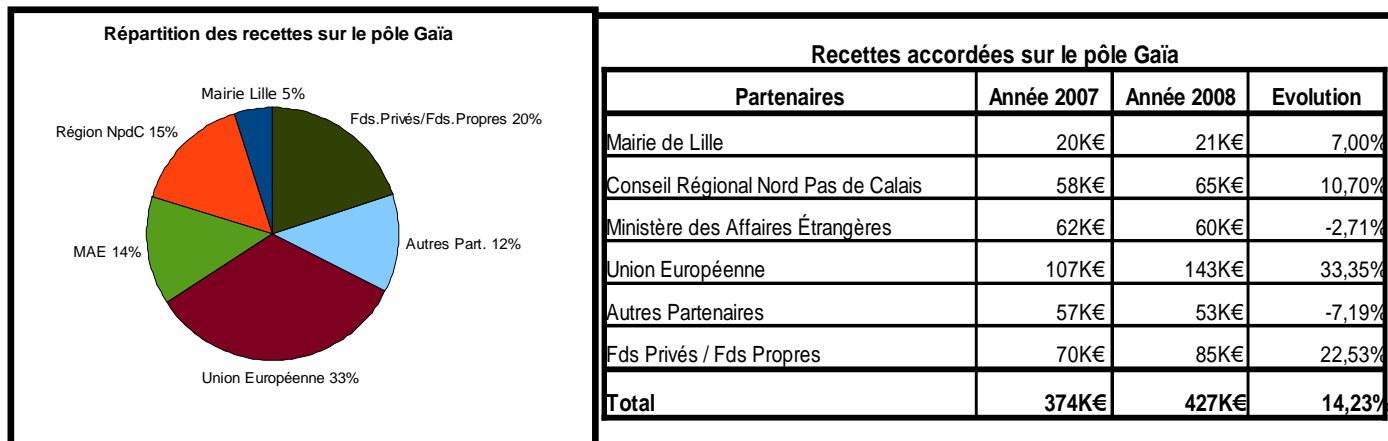 Répartition des recettes sur le pôle Gaïa
Mairie Lille 5%
Fds.Privés/Fds.Propres 20%
Région NpdC 15%
Autres Part. 12%
MAE 14%
Union Européenne 33%
Recettes accordées sur le pôle Gaïa
Partenaires Année 2007 Année 2008 Evolution
Mairie de Lille 20K€ 21K€ 7,00%
Conseil Régional Nord Pas de Calais 58K€ 65K€ 10,70%
Ministère des Affaires Étrangères 62K€ 60K€ -2,71%
Union Européenne 107K€ 143K€ 33,35%
Autres Partenaires 57K€ 53K€ -7,19%
Fds Privés / Fds Propres 70K€ 85K€ 22,53%
Total 374K€ 427K€ 14,23%